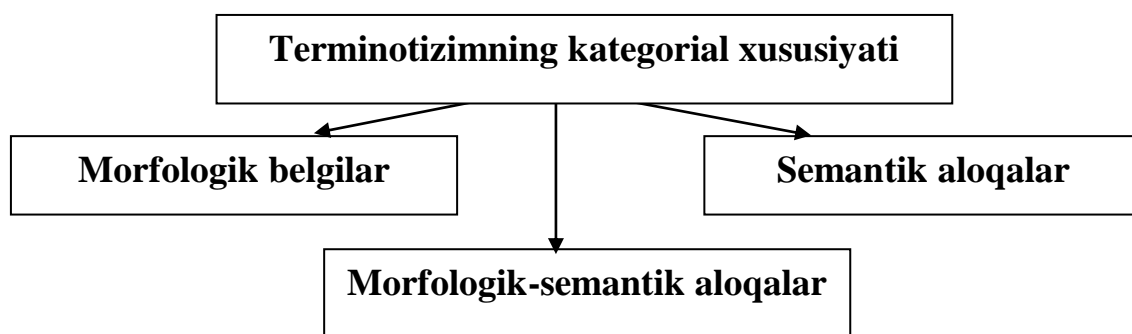 Terminotizimning kategorial xususiyati
Morfologik belgilar
Semantik aloqalar
Morfologik-semantik aloqalar